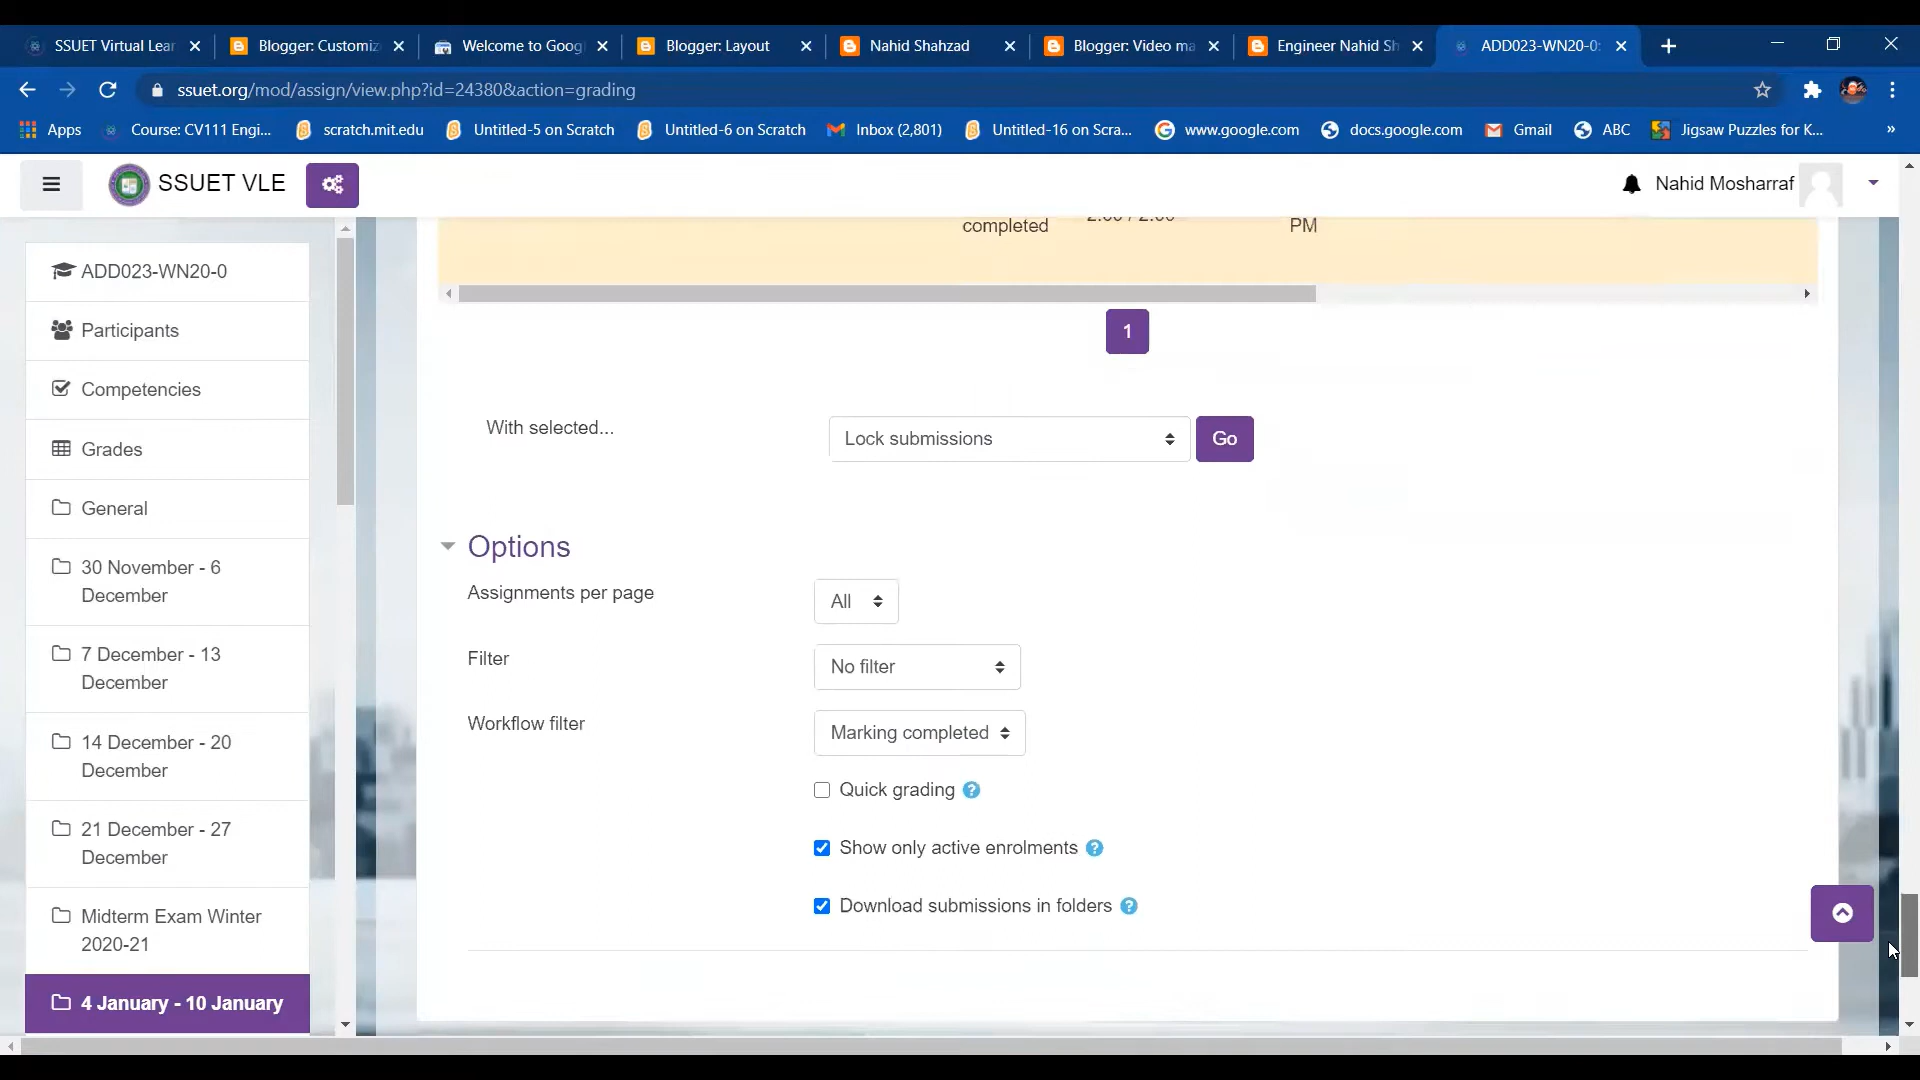 SSUET Virtual Lear
Blogger: Customiz
Welcome to Goog
Blogger: Layout
Nahid Shahzad
Blogger: Video ma
Engineer Nahid Sh
ADD023-WN20-0:
ssuet.org/mod/assign/view.php?id=24380&action=grading
Apps
Course: CV111 Engi...
scratch.mit.edu
Untitled-5 on Scratch
Untitled-6 on Scratch
Inbox (2,801)
Untitled-16 on Scra...
www.google.com
docs.google.com
Gmail
ABC
Jigsaw Puzzles for K...
»
SSUET VLE
Nahid Mosharraf
ADD023-WN20-0
Participants
Competencies
Grades
General
30 November - 6
December
7 December - 13
December
14 December - 20
December
21 December - 27
December
Midterm Exam Winter
2020-21
4 January - 10 January
completed
PM
1
With selected...
Lock submissions
Go
Options
Assignments per page
All
Filter
No filter
Workflow filter
Marking completed
Quick grading
Show only active enrolments
Download submissions in folders